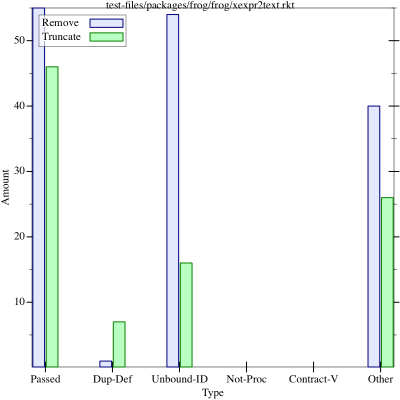 test-files/packages/frog/frog/xexpr2text.rkt
Remove
Truncate
50
40
30
20
10
Amount
Passed Dup-Def Unbound-ID Not-Proc Contract-V Other
Type